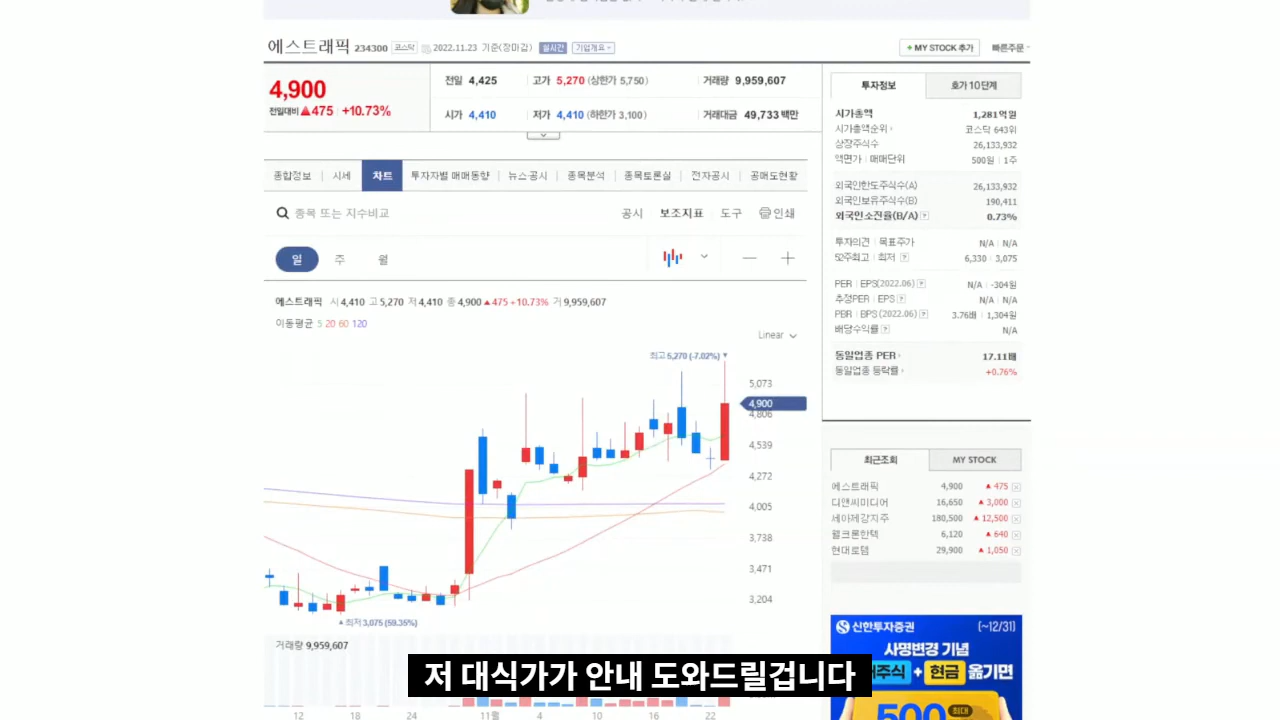 에스트래픽 234300 코스닥 2022.11.23 기준(장마감) 실시간 기업개요
+ MY STOCK 추가 빠른주문
4,900
전일대비 ▲475 +10.73%
전일 4,425 고가 5,270 (상한가 5,750) 거래량 9,959,607
시가 4,410 저가 4,410 (하한가 3,100) 거래대금 49,733 백만
종합정보 시세 차트 투자자별 매매동향 뉴스·공시 종목분석 종목토론실 전자공시 공매도현황
종목 또는 지수비교 공시 보조지표 도구 인쇄
일 주 월
에스트래픽 시 4,410 고 5,270 저 4,410 종 4,900 ▲475 +10.73% 거 9,959,607
이동평균 5 20 60 120
Linear
최고 5,270 (-7.02%)
5,073
4,900
4,806
4,539
4,272
4,005
3,738
3,471
3,204
최저 3,075 (59.35%)
거래량 9,959,607
12 18 24 11월 4 10 16 22
투자정보 호가 10단계
시가총액 1,281억원
시가총액순위 코스닥 643위
상장주식수 26,133,932
액면가 매매단위 500원 1주
외국인한도주식수(A) 26,133,932
외국인보유주식수(B) 190,411
외국인소진율(B/A) 0.73%
투자의견 목표주가 N/A N/A
52주최고 최저 6,330 3,075
PER EPS(2022.06) N/A -304원
추정PER EPS N/A N/A
PBR BPS (2022.06) 3.76배 1,304원
배당수익률 N/A
동일업종 PER 17.11배
동일업종 등락률 +0.76%
최근조회 MY STOCK
에스트래픽 4,900 ▲ 475
디앤씨미디어 16,650 ▲ 3,000
세아제강지주 180,500 ▲ 12,500
웰크론한텍 6,120 ▲ 640
현대로템 29,900 ▲ 1,050
신한투자증권 (~12/31)
사명변경 기념
주식 + 현금 옮기면
500 최대
저 대식가가 안내 도와드릴겁니다